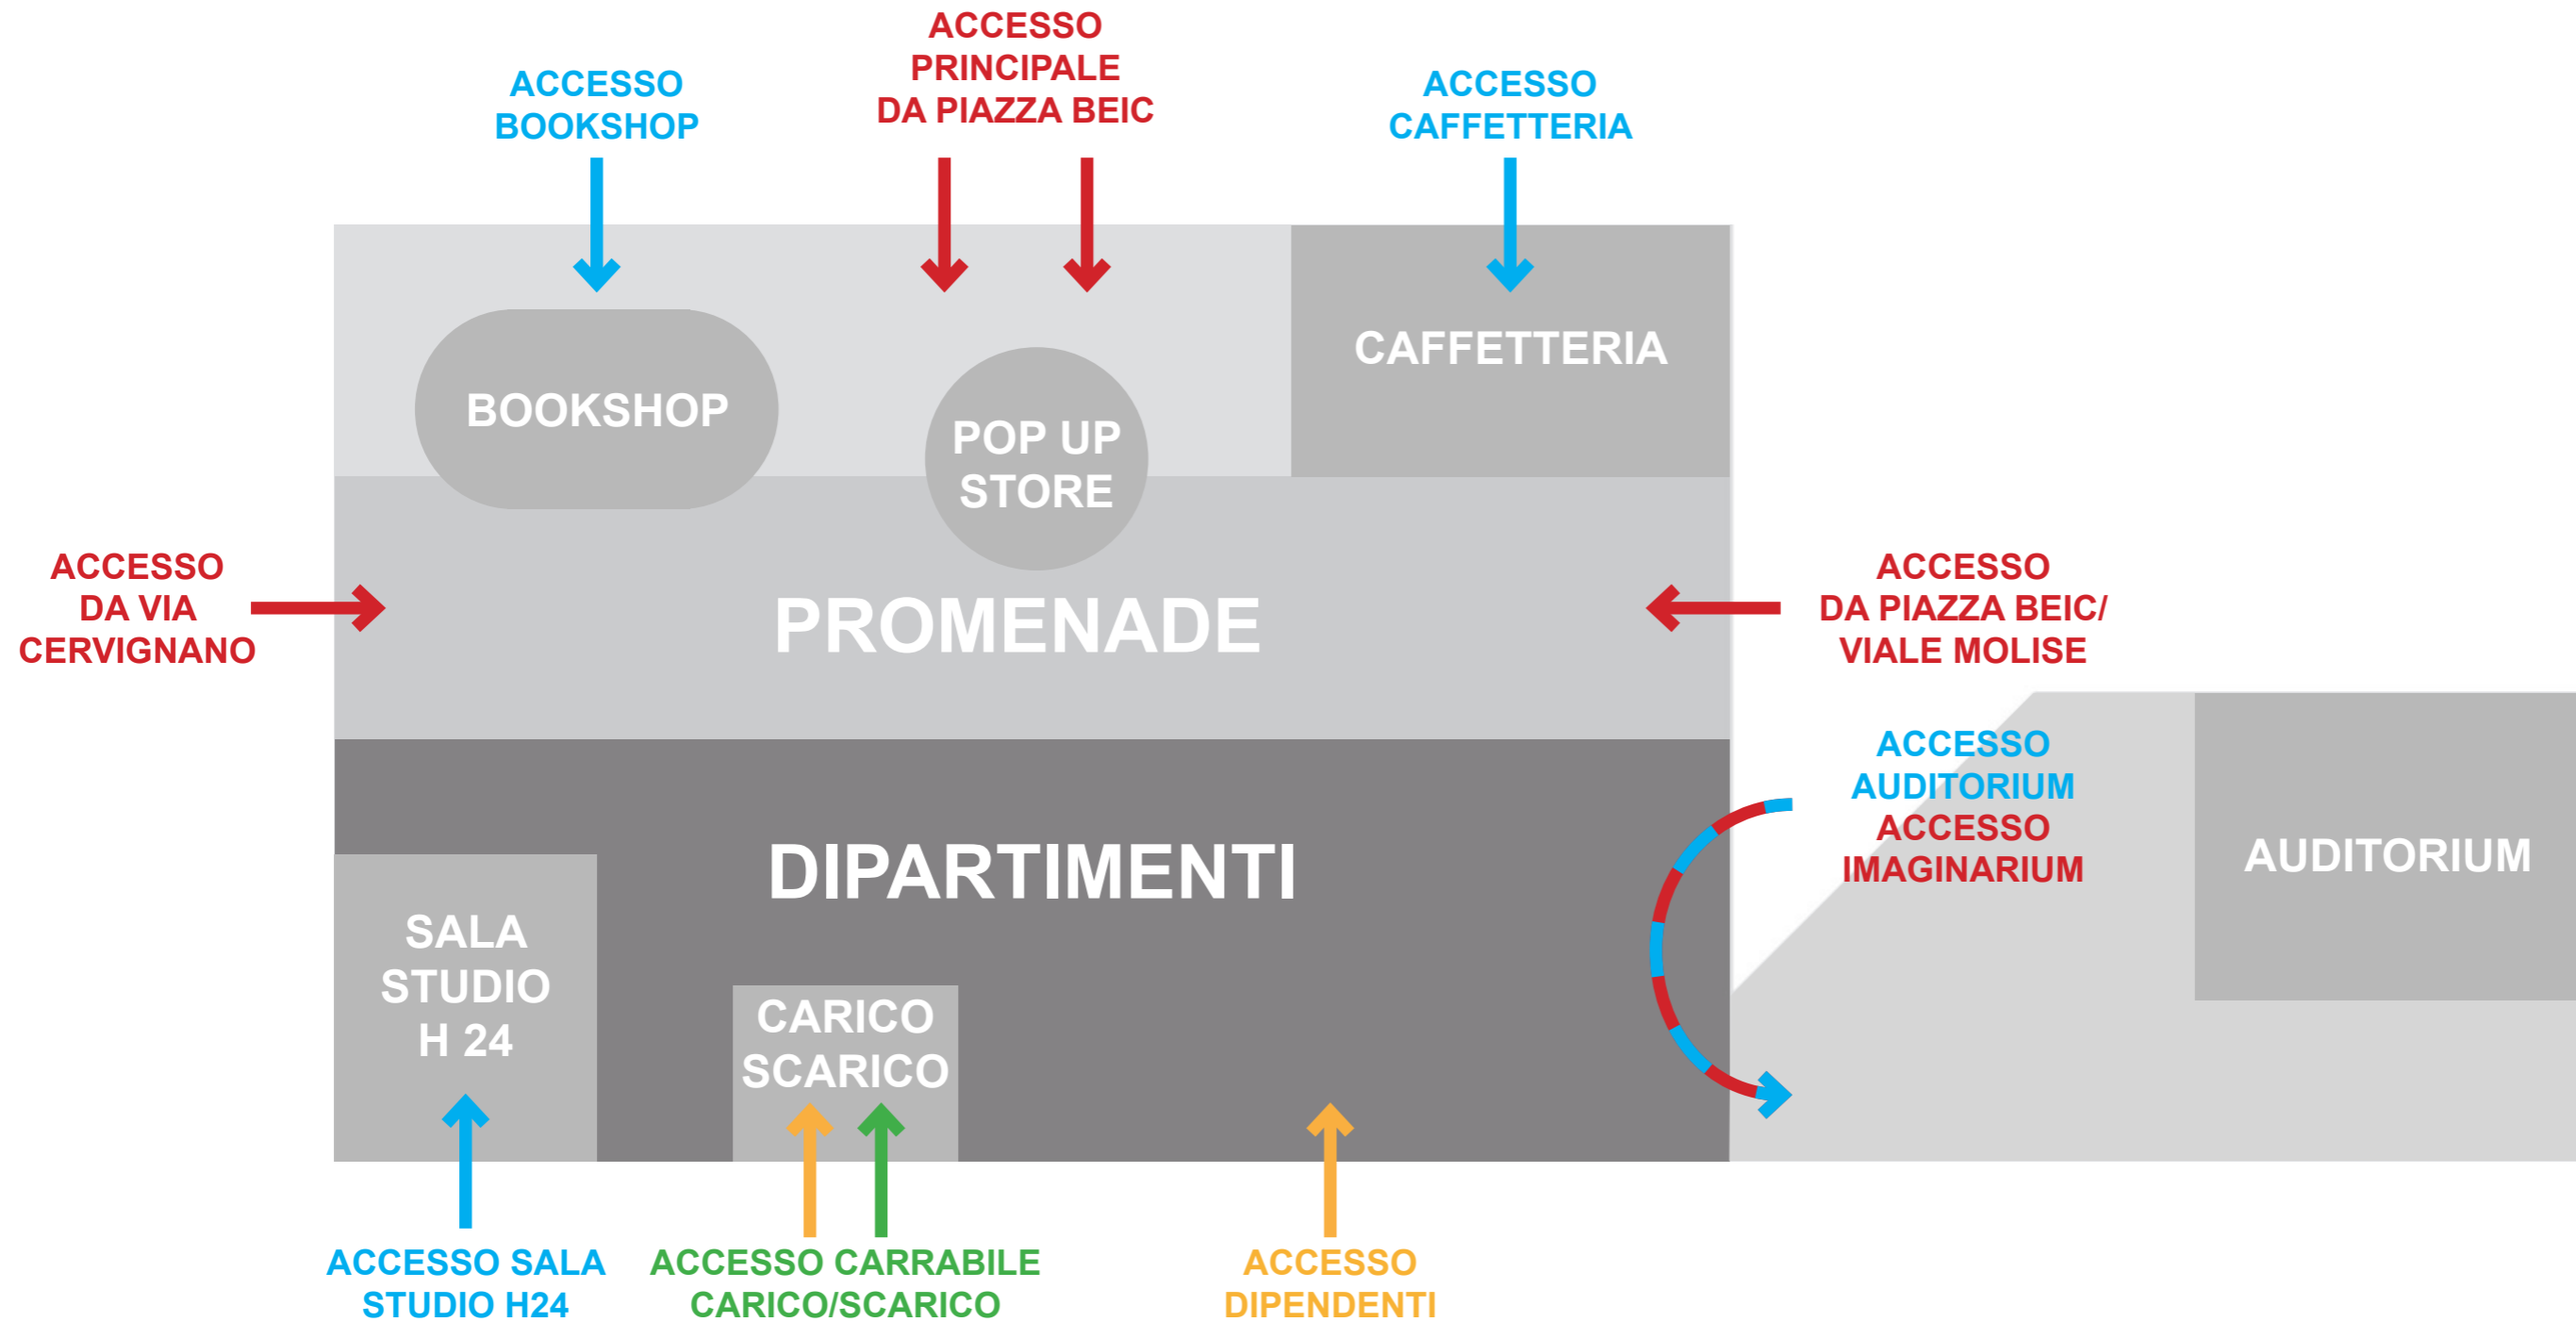 ACCESSO
PRINCIPALE
DA PIAZZA BEIC
ACCESSO
BOOKSHOP
ACCESSO
CAFFETTERIA
BOOKSHOP
POP UP
STORE
CAFFETTERIA
ACCESSO
DA VIA
CERVIGNANO
PROMENADE
ACCESSO
DA PIAZZA BEIC/
VIALE MOLISE
ACCESSO
AUDITORIUM
ACCESSO
IMAGINARIUM
AUDITORIUM
DIPARTIMENTI
SALA
STUDIO
H 24
CARICO
SCARICO
ACCESSO SALA
STUDIO H24
ACCESSO CARRABILE
CARICO/SCARICO
ACCESSO
DIPENDENTI